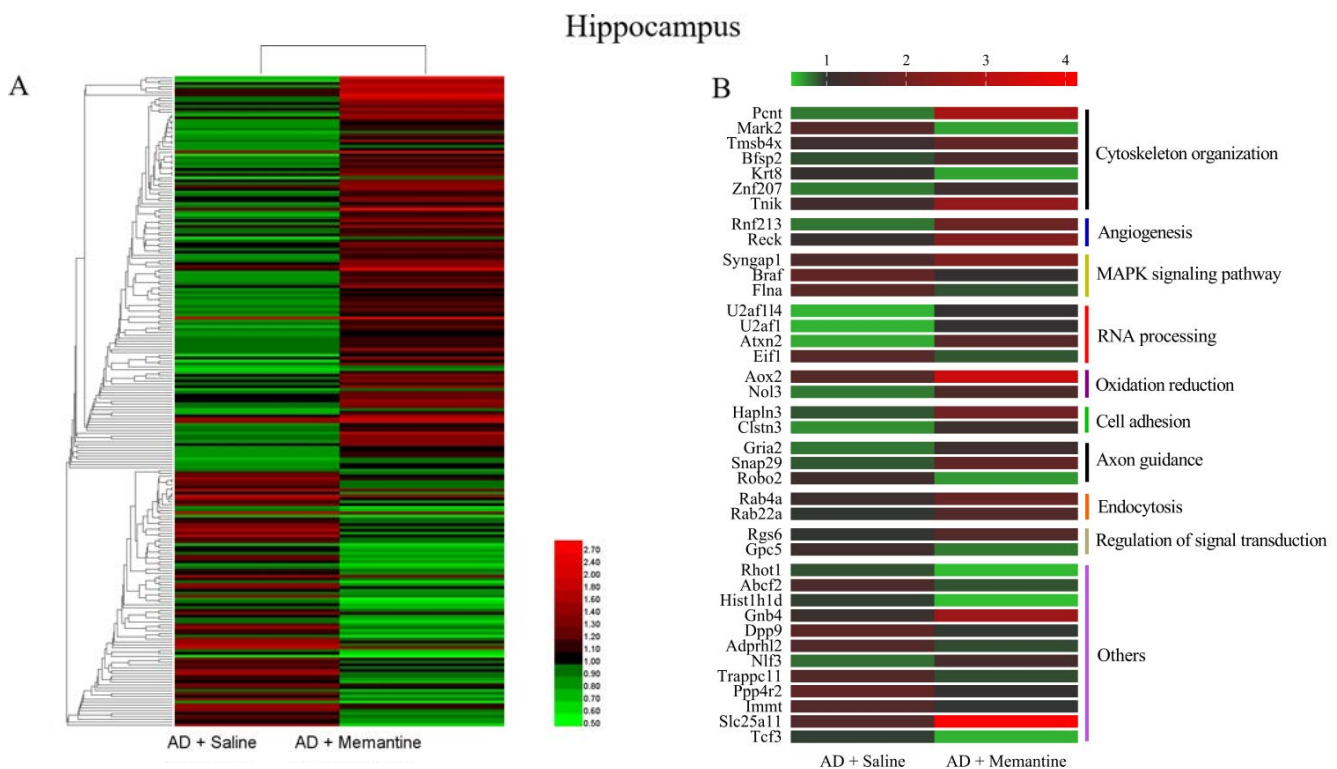 Hippocampus
A
2.70
2.40
2.00
1.80
1.60
1.40
1.30
1.20
1.10
1.00
0.90
0.80
0.70
0.60
0.50
AD + Saline AD + Memantine
B
1 2 3 4
Pcnt
Mark2
Tmsb4x
Bfsp2
Krt8
Znf207
Tnik
Cytoskeleton organization
Rnf213
Reck
Angiogenesis
Syngap1
Braf
Flna
MAPK signaling pathway
U2af1l4
U2af1
Atxn2
Eif1
RNA processing
Aox2
Nol3
Oxidation reduction
Hapln3
Clstn3
Cell adhesion
Gria2
Snap29
Robo2
Axon guidance
Rab4a
Rab22a
Endocytosis
Rgs6
Gpc5
Regulation of signal transduction
Rhot1
Abcf2
Hist1h1d
Gnb4
Dpp9
Adprhl2
Nlf3
Trappc11
Ppp4r2
Immt
Slc25a11
Tcf3
Others
AD + Saline AD + Memantine